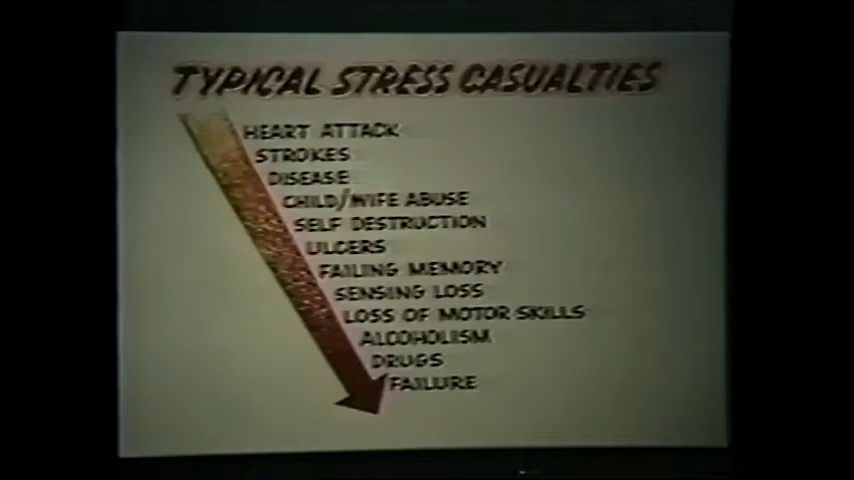 TYPICAL STRESS CASUALTIES
HEART ATTACK
STROKES
DISEASE
CHILD/WIFE ABUSE
SELF DESTRUCTION
ULCERS
FAILING MEMORY
SENSING LOSS
LOSS OF MOTOR SKILLS
ALCOHOLISM
DRUGS
FAILURE